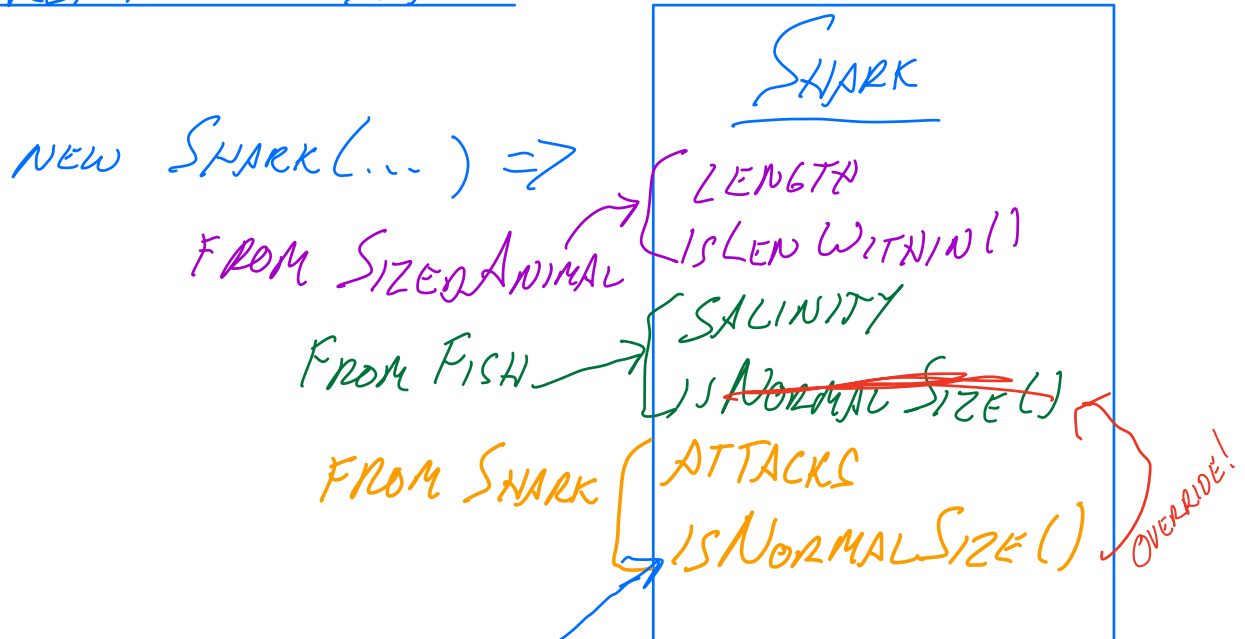 SHARK
NEW SHARK(...) =>
LENGTH
FROM SIZEDANIMAL
ISLENWITHIN()
SALINITY
FROM FISH
ISNORMALSIZE()
ATTACKS
FROM SHARK
ISNORMALSIZE()
OVERRIDE!